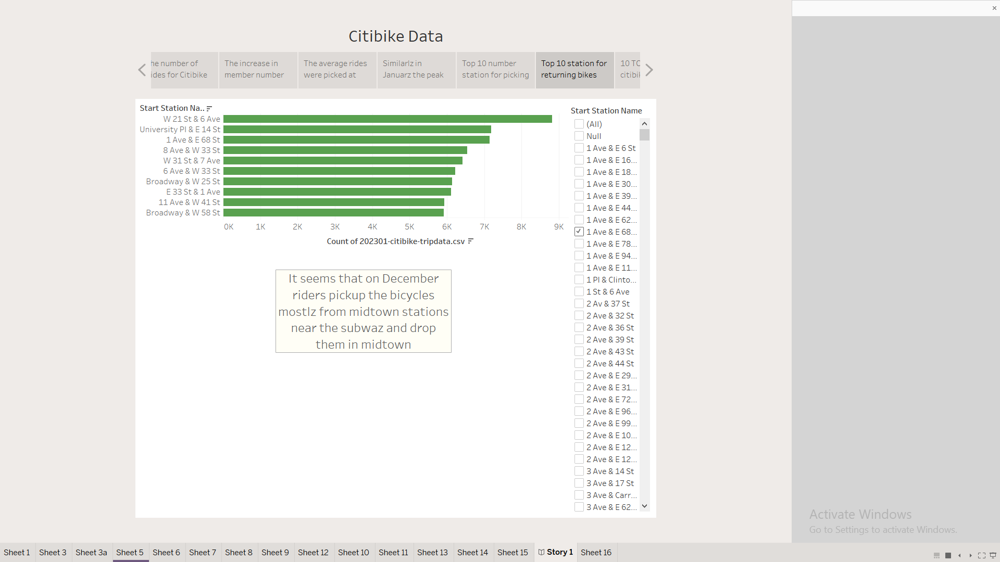 Citibike Data
he number of
ides for Citibike
The increase in
member number
The average rides
were picked at
Similarlz in
Januarz the peak
Top 10 number
station for picking
Top 10 station for
returning bikes
10 TO
citibik
Start Station Na..
W 21 St & 6 Ave
University Pl & E 14 St
1 Ave & E 68 St
8 Ave & W 33 St
W 31 St & 7 Ave
6 Ave & W 33 St
Broadway & W 25 St
E 33 St & 1 Ave
11 Ave & W 41 St
Broadway & W 58 St
0K 1K 2K 3K 4K 5K 6K 7K 8K 9K
Count of 202301-citibike-tripdata.csv
It seems that on December
riders pickup the bicycles
mostlz from midtown stations
near the subwaz and drop
them in midtown
Start Station Name
(All)
Null
1 Ave & E 6 St
1 Ave & E 16...
1 Ave & E 18...
1 Ave & E 30...
1 Ave & E 39...
1 Ave & E 44...
1 Ave & E 62...
1 Ave & E 68...
1 Ave & E 78...
1 Ave & E 94...
1 Ave & E 11...
1 Pl & Clinto...
1 St & 6 Ave
2 Av & 37 St
2 Ave & 32 St
2 Ave & 36 St
2 Ave & 39 St
2 Ave & 43 St
2 Ave & 44 St
2 Ave & E 29...
2 Ave & E 31...
2 Ave & E 72...
2 Ave & E 96...
2 Ave & E 99...
2 Ave & E 10...
2 Ave & E 12...
2 Ave & E 12...
3 Ave & 14 St
3 Ave & 17 St
3 Ave & Carr...
3 Ave & E 62...
Activate Windows
Go to Settings to activate Windows.
Sheet 1 Sheet 3 Sheet 3a Sheet 5 Sheet 6 Sheet 7 Sheet 8 Sheet 9 Sheet 12 Sheet 10 Sheet 11 Sheet 13 Sheet 14 Sheet 15 Story 1 Sheet 16